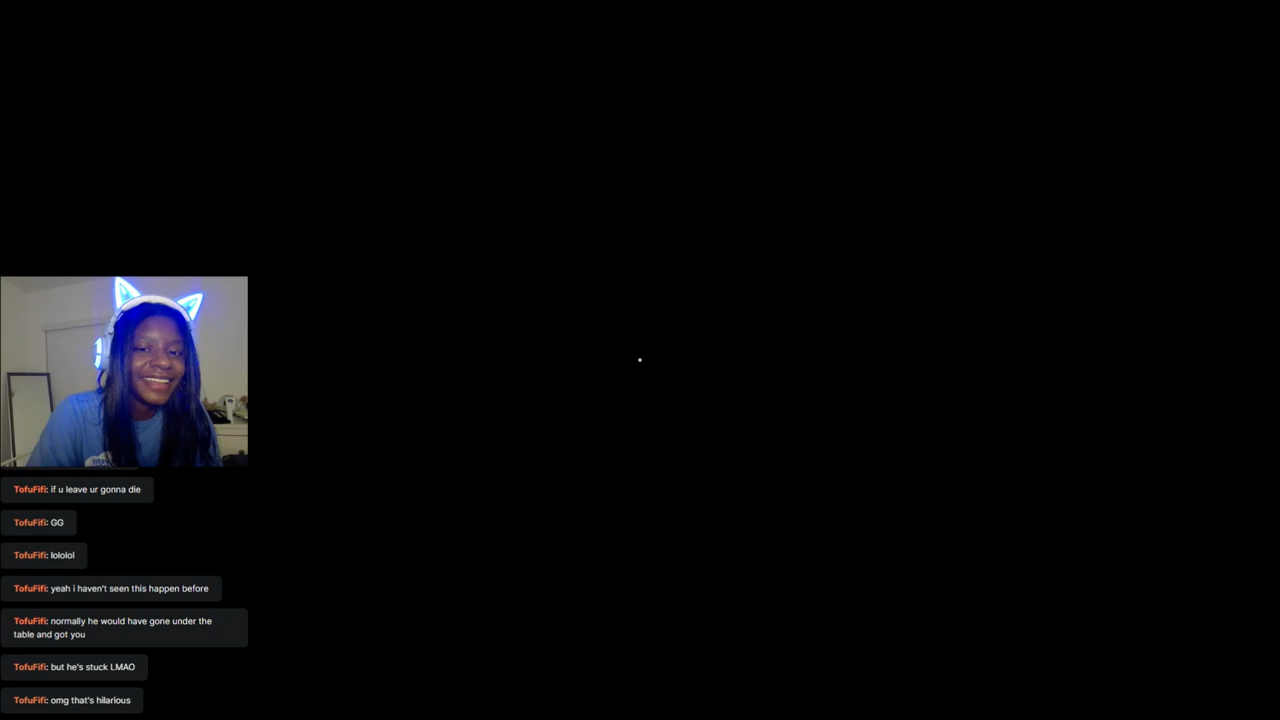 TofuFifi: if u leave ur gonna die
TofuFifi: GG
TofuFifi: lololol
TofuFifi: yeah i haven't seen this happen before
TofuFifi: normally he would have gone under the
table and got you
TofuFifi: but he's stuck LMAO
TofuFifi: omg that's hilarious